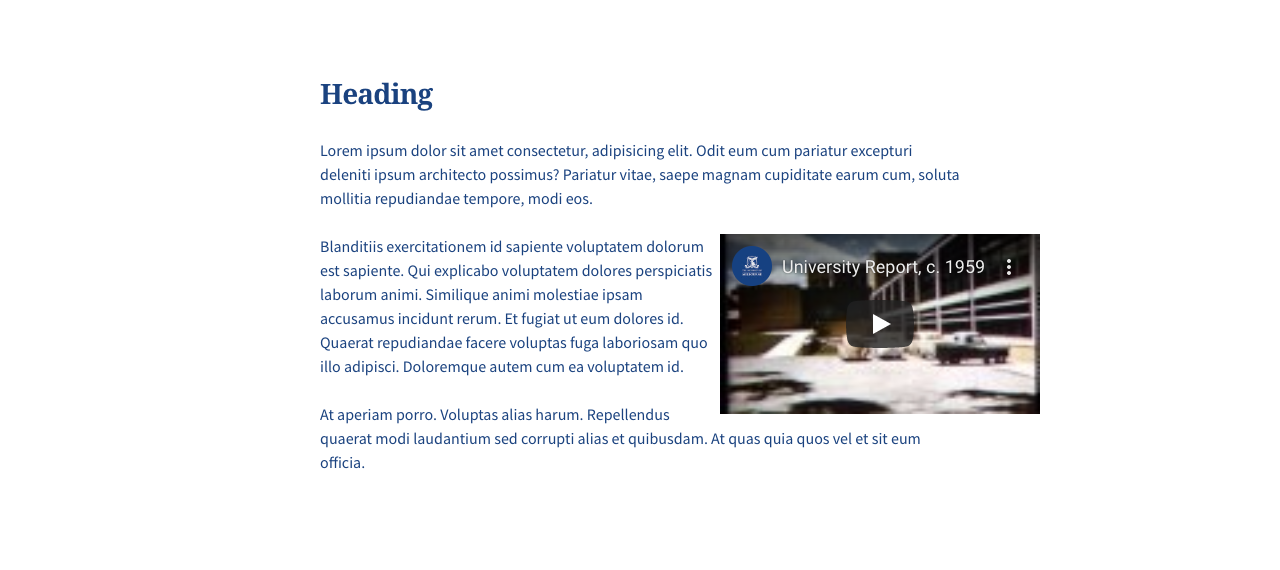 Heading
Lorem ipsum dolor sit amet consectetur, adipisicing elit. Odit eum cum pariatur excepturi
deleniti ipsum architecto possimus? Pariatur vitae, saepe magnam cupiditate earum cum, soluta
mollitia repudiandae tempore, modi eos.
Blanditiis exercitationem id sapiente voluptatem dolorum
est sapiente. Qui explicabo voluptatem dolores perspiciatis
laborum animi. Similique animi molestiae ipsam
accusamus incidunt rerum. Et fugiat ut eum dolores id.
Quaerat repudiandae facere voluptas fuga laboriosam quo
illo adipisci. Doloremque autem cum ea voluptatem id.
University Report, c. 1959
At aperiam porro. Voluptas alias harum. Repellendus
quaerat modi laudantium sed corrupti alias et quibusdam. At quas quia quos vel et sit eum
officia.